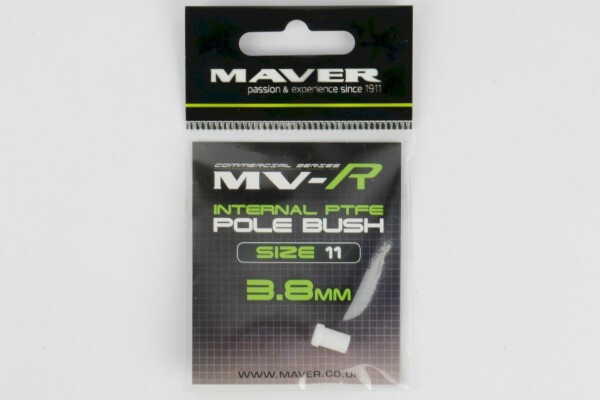 MAVER
passion & experience since 1911
COMMERCIAL SERIES
MV-R
INTERNAL PTFE
POLE BUSH
SIZE 11
3.8MM
WWW.MAVER.CO.UK